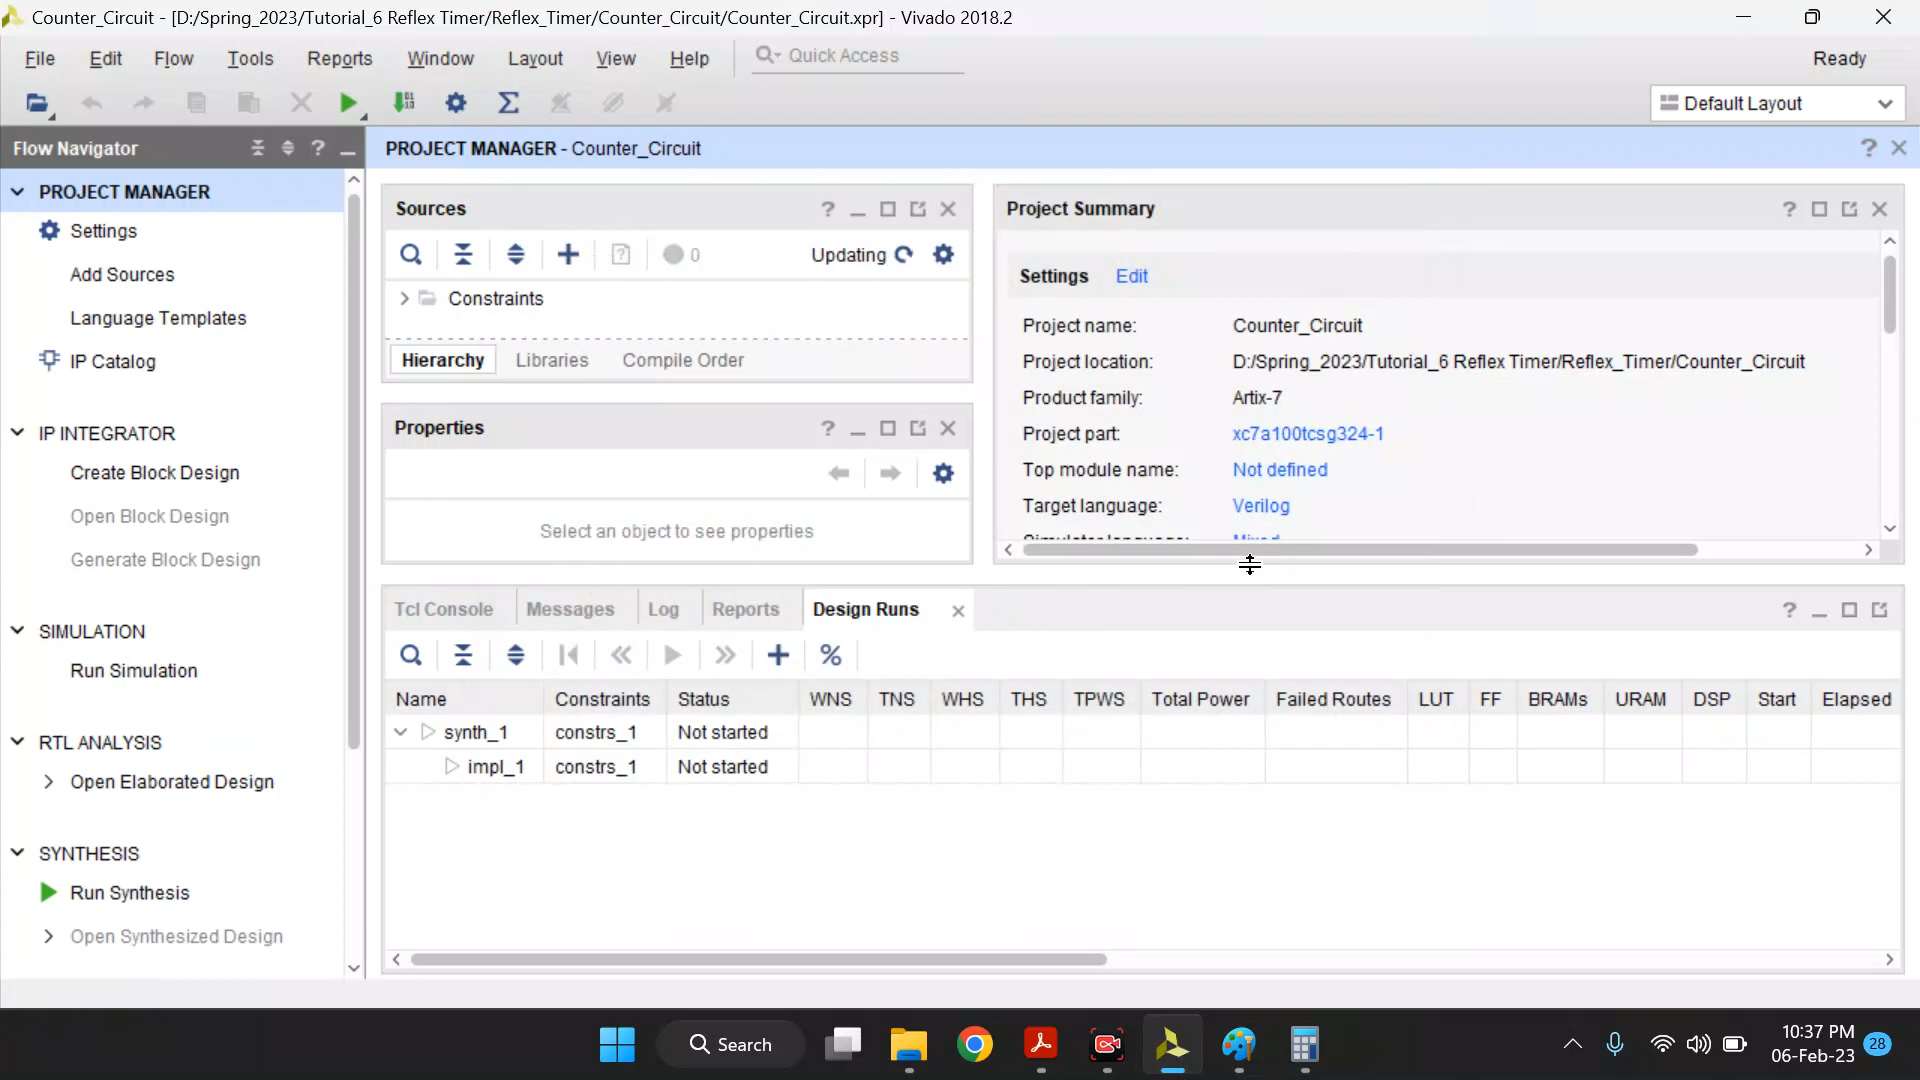 Counter_Circuit - [D:/Spring_2023/Tutorial_6 Reflex Timer/Reflex_Timer/Counter_Circuit/Counter_Circuit.xpr] - Vivado 2018.2
File Edit Flow Tools Reports Window Layout View Help Quick Access Ready
Default Layout
Flow Navigator
PROJECT MANAGER
Settings
Add Sources
Language Templates
IP Catalog
IP INTEGRATOR
Create Block Design
Open Block Design
Generate Block Design
SIMULATION
Run Simulation
RTL ANALYSIS
Open Elaborated Design
SYNTHESIS
Run Synthesis
Open Synthesized Design
PROJECT MANAGER - Counter_Circuit
Sources
0 Updating
Constraints
Hierarchy Libraries Compile Order
Properties
Select an object to see properties
Project Summary
Settings Edit
Project name: Counter_Circuit
Project location: D:/Spring_2023/Tutorial_6 Reflex Timer/Reflex_Timer/Counter_Circuit
Product family: Artix-7
Project part: xc7a100tcsg324-1
Top module name: Not defined
Target language: Verilog
Simulator language: Mixed
Tcl Console Messages Log Reports Design Runs
Name Constraints Status WNS TNS WHS THS TPWS Total Power Failed Routes LUT FF BRAMs URAM DSP Start Elapsed
synth_1 constrs_1 Not started
impl_1 constrs_1 Not started
Search
10:37 PM
06-Feb-23
28